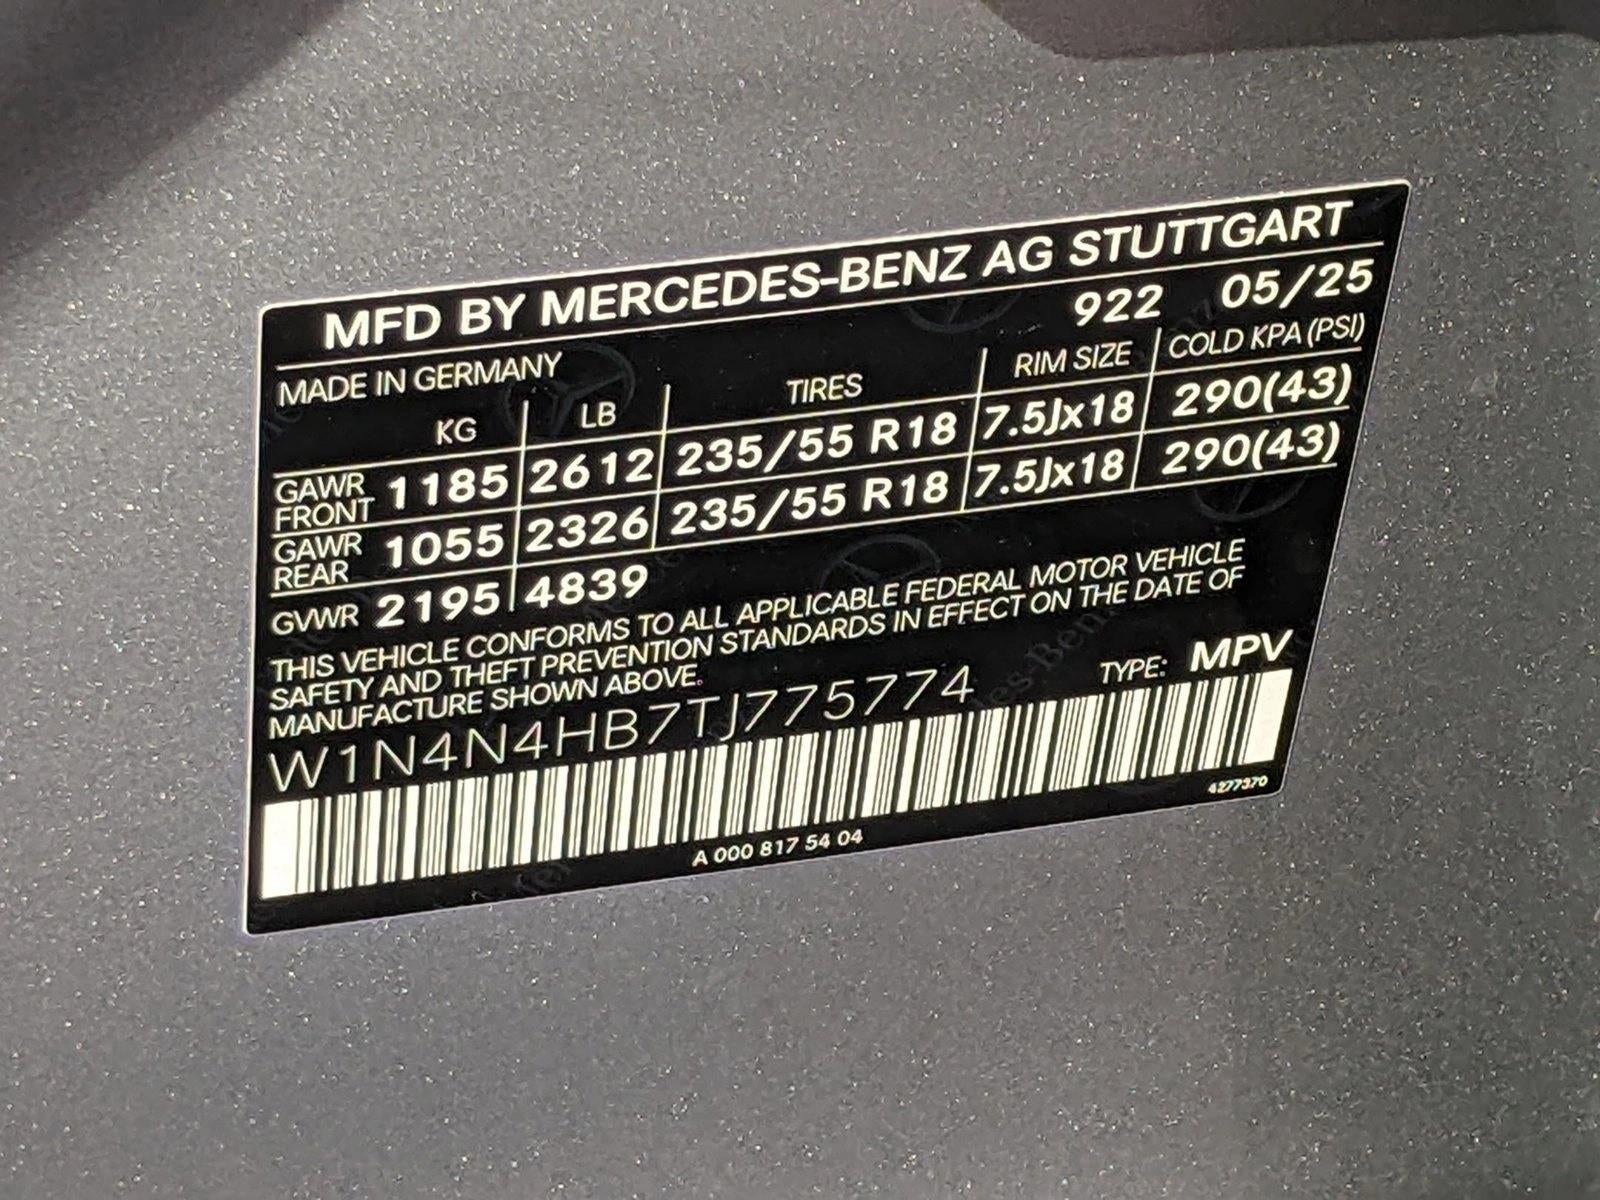 MFD BY MERCEDES-BENZ AG STUTTGART
MADE IN GERMANY 922 05/25
KG LB TIRES RIM SIZE COLD KPA (PSI)
GAWR FRONT 1185 2612 235/55 R18 7.5Jx18 290(43)
GAWR REAR 1055 2326 235/55 R18 7.5Jx18 290(43)
GVWR 2195 4839
THIS VEHICLE CONFORMS TO ALL APPLICABLE FEDERAL MOTOR VEHICLE
SAFETY AND THEFT PREVENTION STANDARDS IN EFFECT ON THE DATE OF
MANUFACTURE SHOWN ABOVE.
W1N4N4HB7TJ775774 TYPE: MPV
4277370
A 000 817 54 04